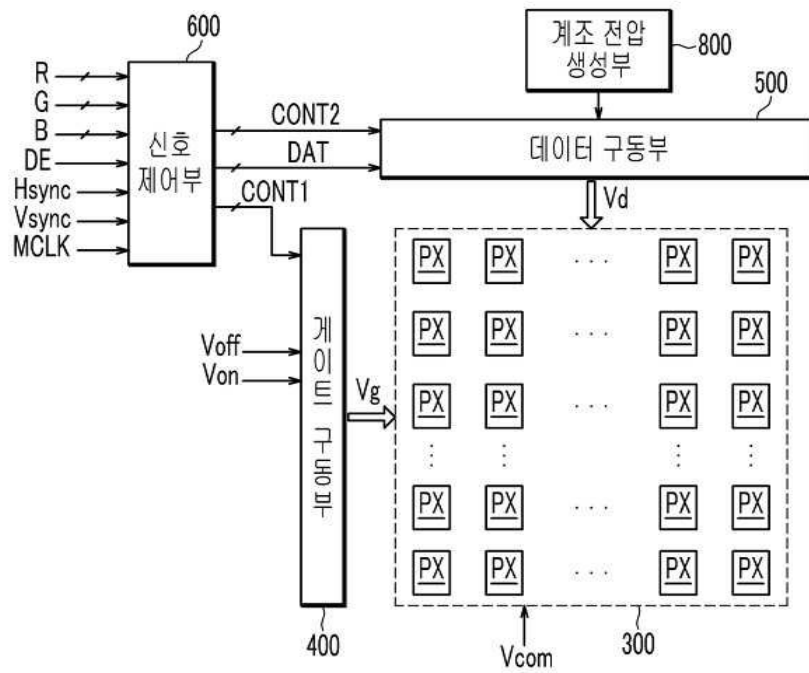 600
R
G
B
DE
Hsync
Vsync
MCLK
신호
제어부
CONT2
DAT
CONT1
계조 전압
생성부
800
500
데이터 구동부
Vd
Voff
Von
게이트 구동부
400
Vg
PX PX · · · PX PX
PX PX · · · PX PX
PX PX · · · PX PX
PX PX · · · PX PX
PX PX · · · PX PX
Vcom
300